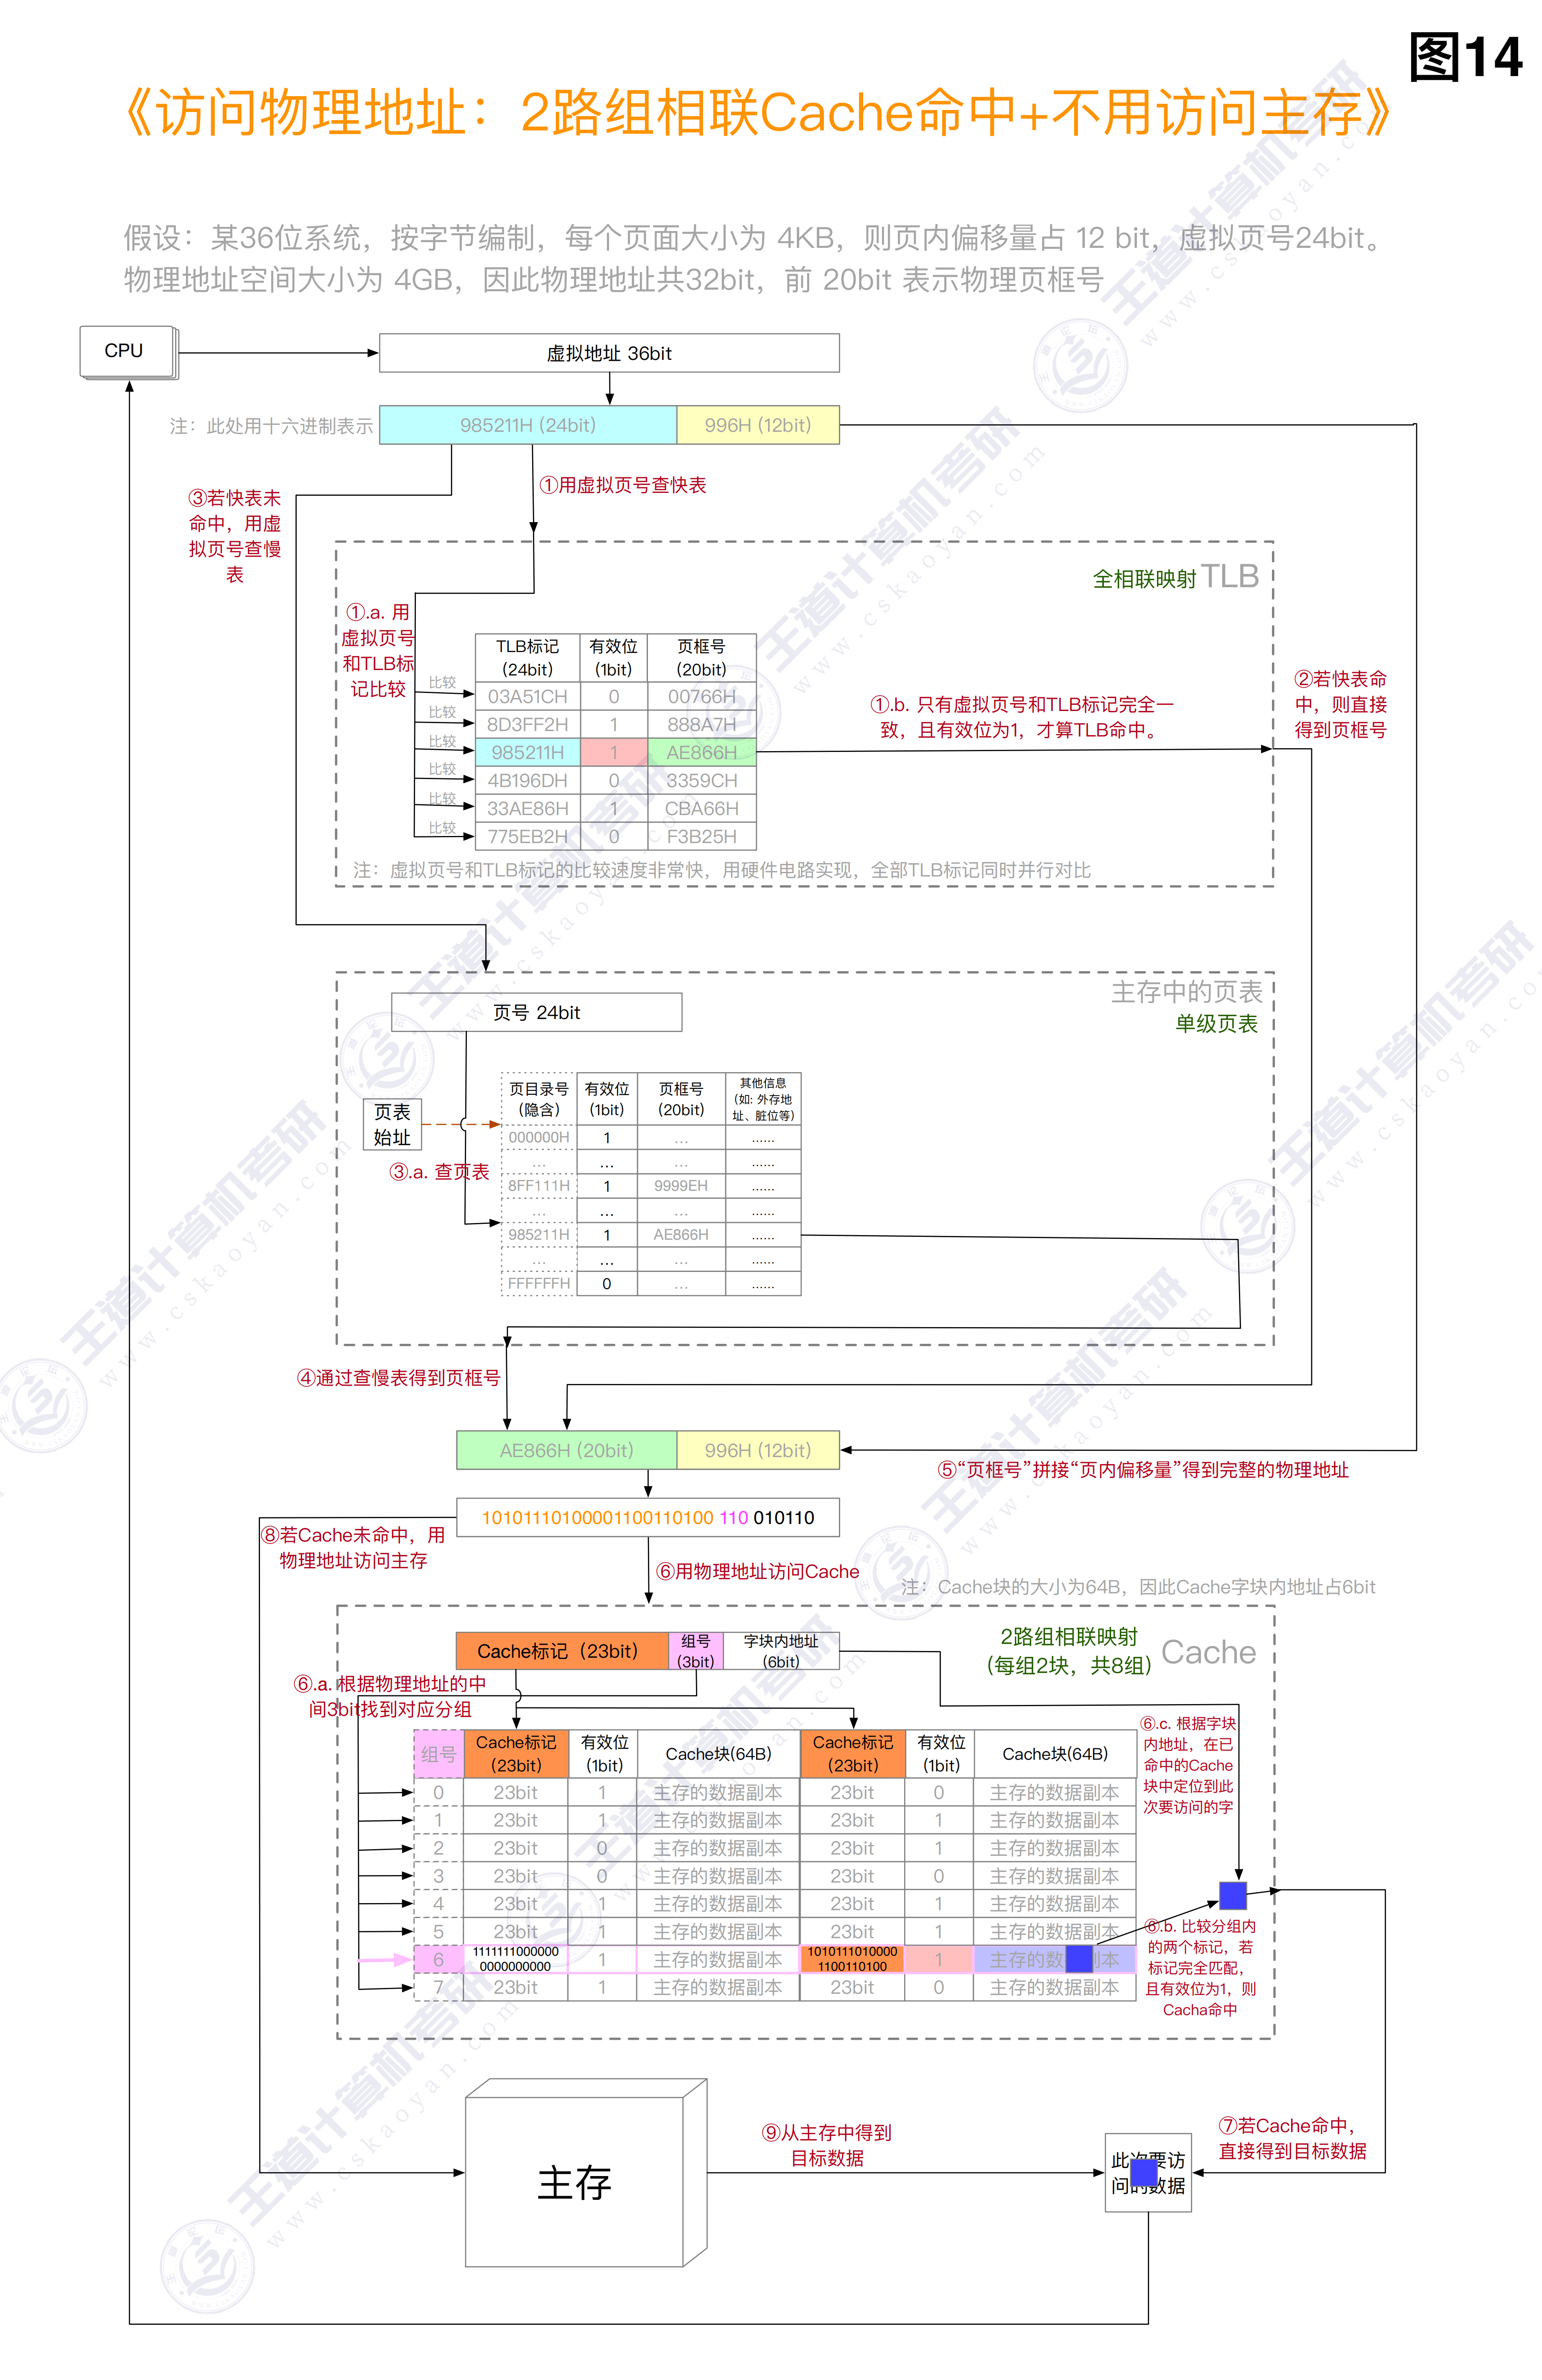 图14
《访问物理地址：2路组相联Cache命中+不用访问主存》
假设：某36位系统，按字节编制，每个页面大小为 4KB，则页内偏移量占 12 bit，虚拟页号24bit。
物理地址空间大小为 4GB，因此物理地址共32bit，前 20bit 表示物理页框号
CPU
虚拟地址 36bit
注：此处用十六进制表示
985211H (24bit)
996H (12bit)
①用虚拟页号查快表
③若快表未
命中，用虚
拟页号查慢
表
全相联映射 TLB
①.a. 用
虚拟页号
和TLB标
记比较
TLB标记
(24bit)
有效位
(1bit)
页框号
(20bit)
比较 03A51CH 0 00766H
比较 8D3FF2H 1 888A7H
比较 985211H 1 AE866H
比较 4B196DH 0 3359CH
比较 33AE86H 1 CBA66H
比较 775EB2H 0 F3B25H
①.b. 只有虚拟页号和TLB标记完全一
致，且有效位为1，才算TLB命中。
②若快表命
中，则直接
得到页框号
注：虚拟页号和TLB标记的比较速度非常快，用硬件电路实现，全部TLB标记同时并行对比
主存中的页表
单级页表
页号 24bit
页表
始址
③.a. 查页表
页目录号
（隐含）
有效位
(1bit)
页框号
(20bit)
其他信息
(如: 外存地
址、脏位等)
000000H 1 ... ......
... ... ... ......
8FF111H 1 9999EH ......
... ... ... ......
985211H 1 AE866H ......
... ... ... ......
FFFFFFH 0 ... ......
④通过查慢表得到页框号
AE866H (20bit)
996H (12bit)
⑤“页框号”拼接“页内偏移量”得到完整的物理地址
10101110100001100110100 110 010110
⑧若Cache未命中，用
物理地址访问主存
⑥用物理地址访问Cache
注：Cache块的大小为64B，因此Cache字块内地址占6bit
2路组相联映射
（每组2块，共8组）
Cache
Cache标记（23bit）
组号
(3bit)
字块内地址
(6bit)
⑥.a. 根据物理地址的中
间3bit找到对应分组
组号
Cache标记
(23bit)
有效位
(1bit)
Cache块(64B)
Cache标记
(23bit)
有效位
(1bit)
Cache块(64B)
0 23bit 1 主存的数据副本 23bit 0 主存的数据副本
1 23bit 1 主存的数据副本 23bit 1 主存的数据副本
2 23bit 0 主存的数据副本 23bit 1 主存的数据副本
3 23bit 0 主存的数据副本 23bit 0 主存的数据副本
4 23bit 1 主存的数据副本 23bit 1 主存的数据副本
5 23bit 1 主存的数据副本 23bit 1 主存的数据副本
6
1111111000000
0000000000
1 主存的数据副本
1010111010000
1100110100
1 主存的数据副本
7 23bit 1 主存的数据副本 23bit 0 主存的数据副本
⑥.c. 根据字块
内地址，在已
命中的Cache
块中定位到此
次要访问的字
⑥.b. 比较分组内
的两个标记，若
标记完全匹配，
且有效位为1，则
Cacha命中
主存
⑨从主存中得到
目标数据
此次要访
问的数据
⑦若Cache命中，
直接得到目标数据
王道计算机考研
www.cskaoyan.com